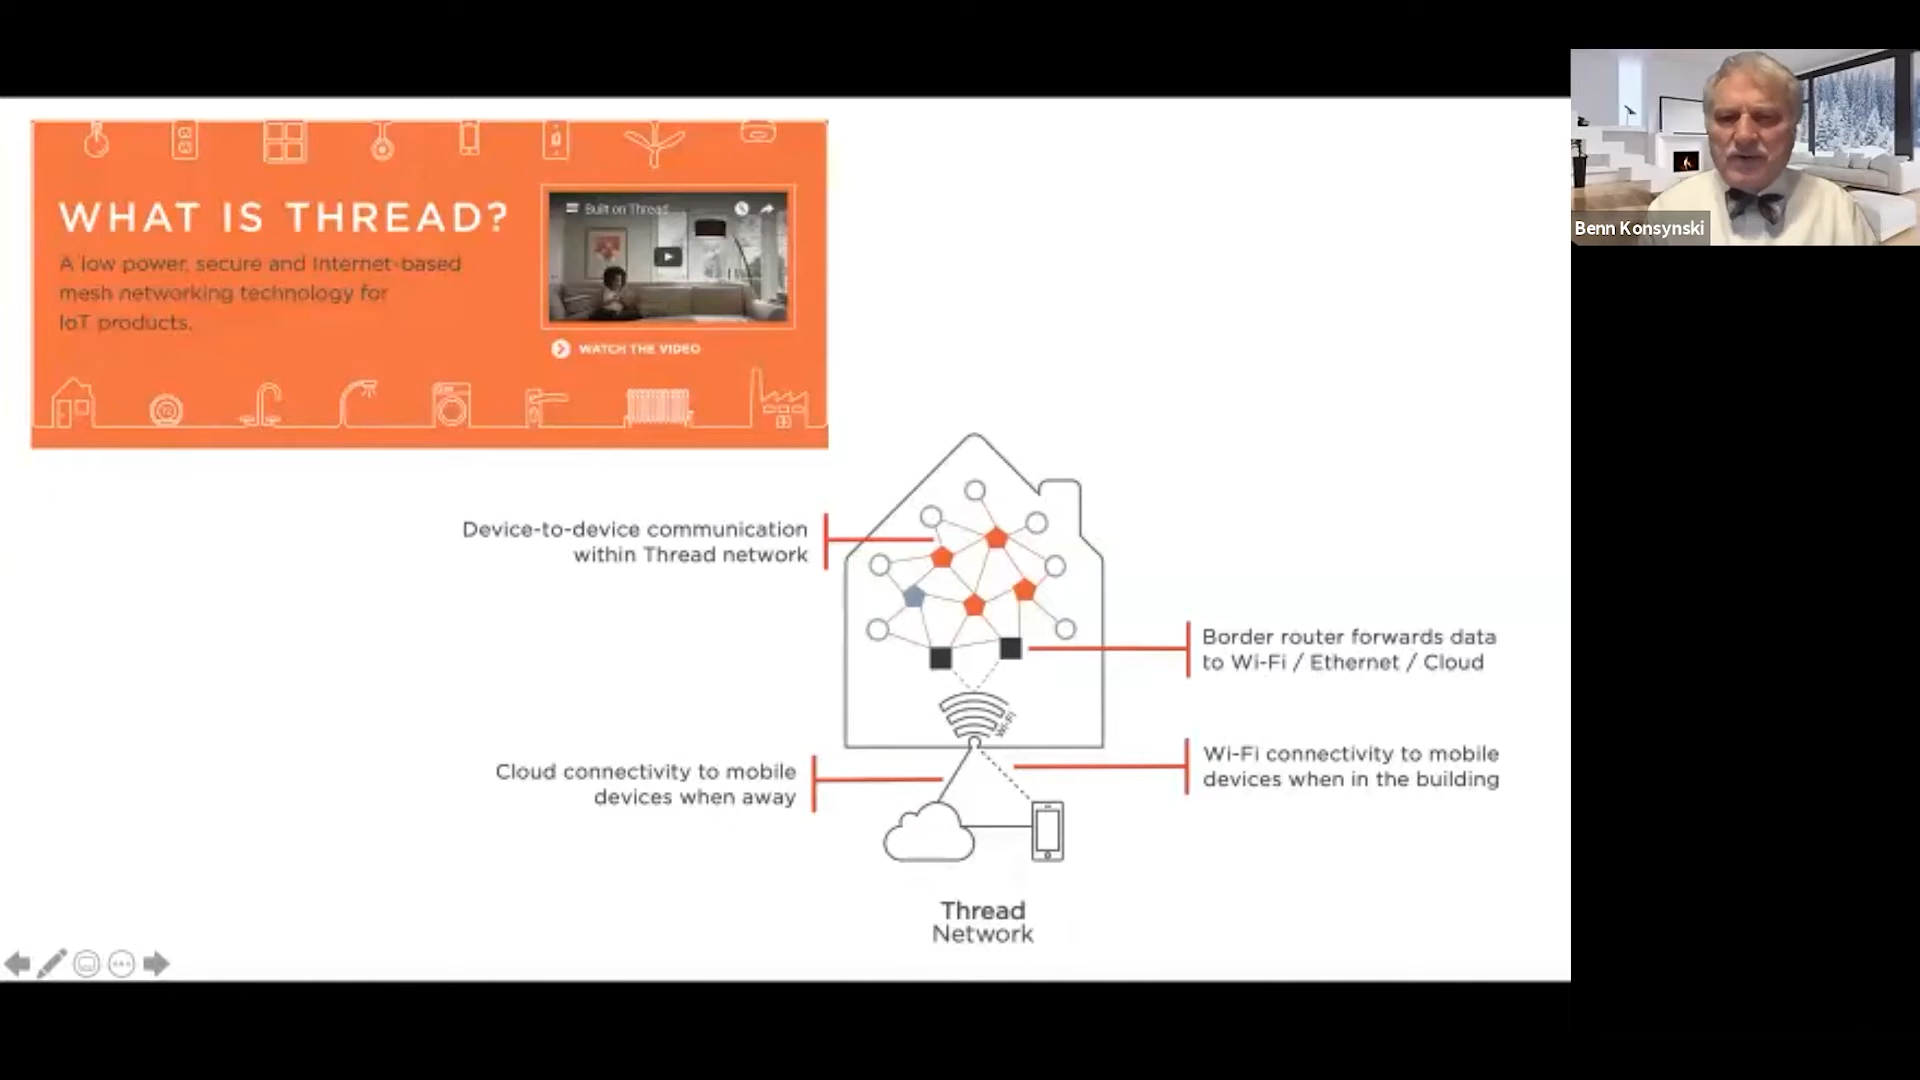 WHAT IS THREAD?
A low power, secure and Internet-based
mesh networking technology for
IoT products.
Built on Thread
WATCH THE VIDEO
Device-to-device communication
within Thread network
Border router forwards data
to Wi-Fi / Ethernet / Cloud
Wi-Fi
Cloud connectivity to mobile
devices when away
Wi-Fi connectivity to mobile
devices when in the building
Thread
Network
Benn Konsynski